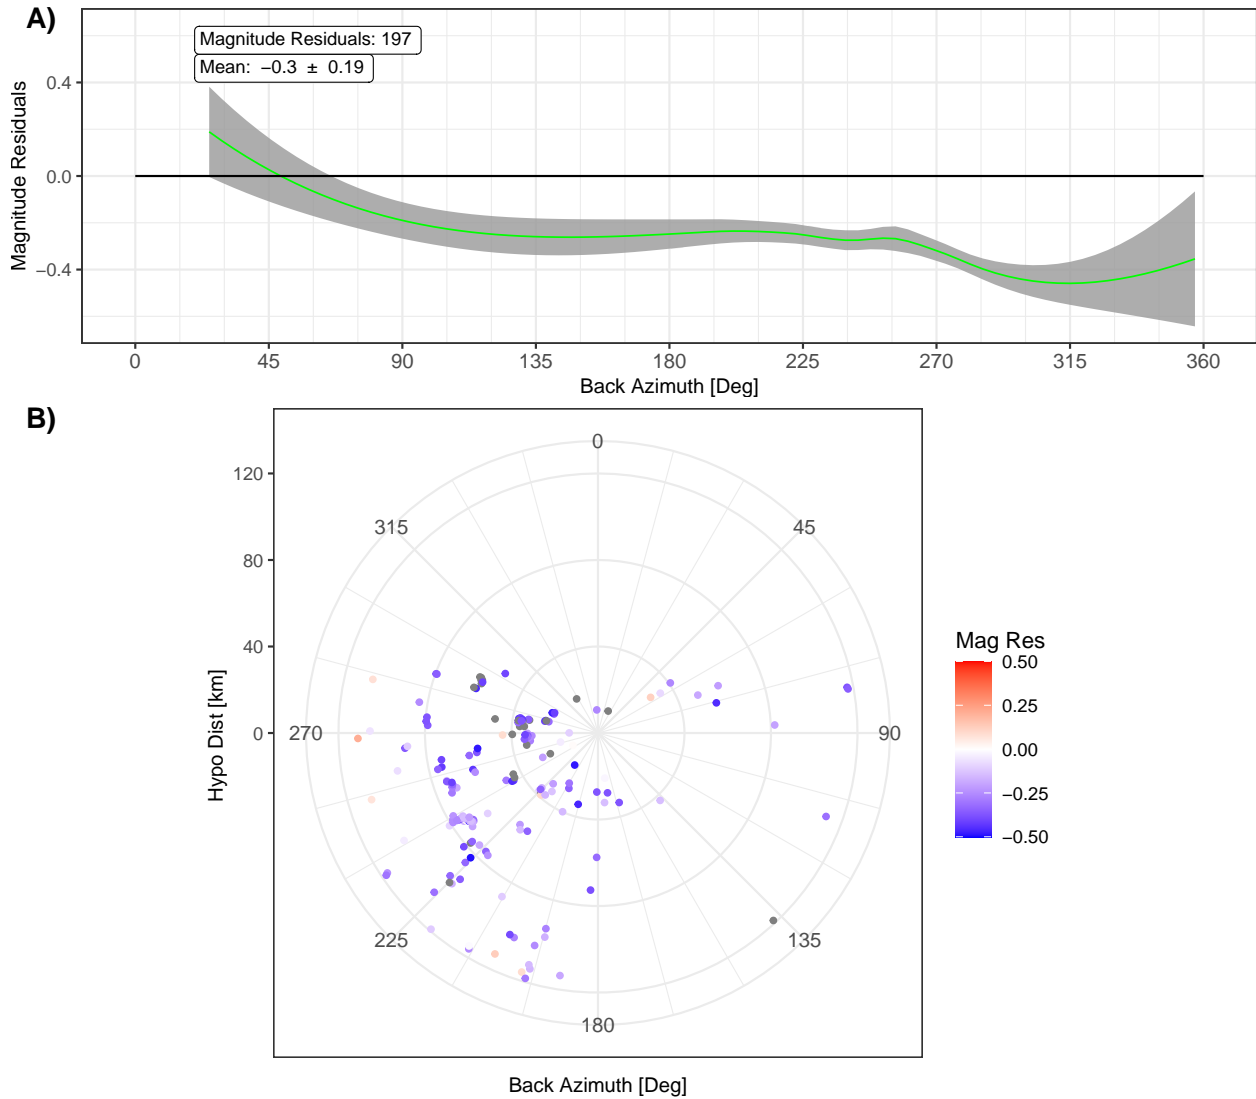 A)
Magnitude Residuals: 197
Mean: −0.3 ± 0.19
Magnitude Residuals
0.4
0.0
−0.4
0 45 90 135 180 225 270 315 360
Back Azimuth [Deg]
B)
Hypo Dist [km]
120
80
40
0
0
45
90
135
180
225
270
315
Back Azimuth [Deg]
Mag Res
0.50
0.25
0.00
−0.25
−0.50